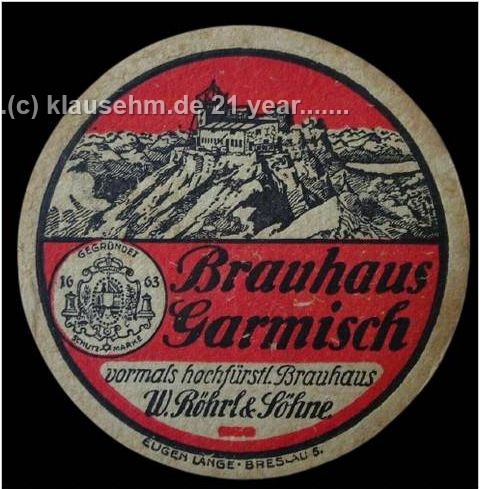 .(c) klausehm.de 21 year.......
GEGRÜNDET
16 63
SCHUTZ MARKE
Brauhaus
Garmisch
vormals hochfürstl. Brauhaus
W. Röhrl & Söhne
EUGEN LANGE · BRESLAU 5.